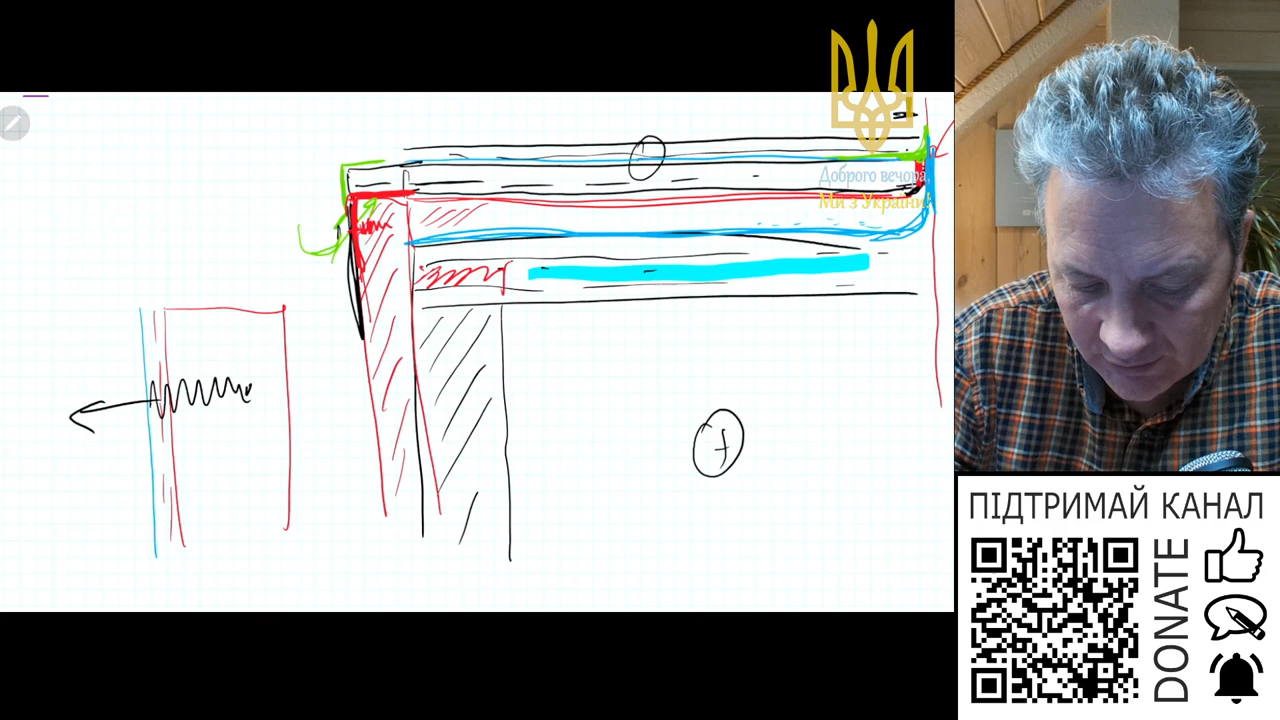 Доброго вечора,
Ми з України!
ПІДТРИМАЙ КАНАЛ
DONATE